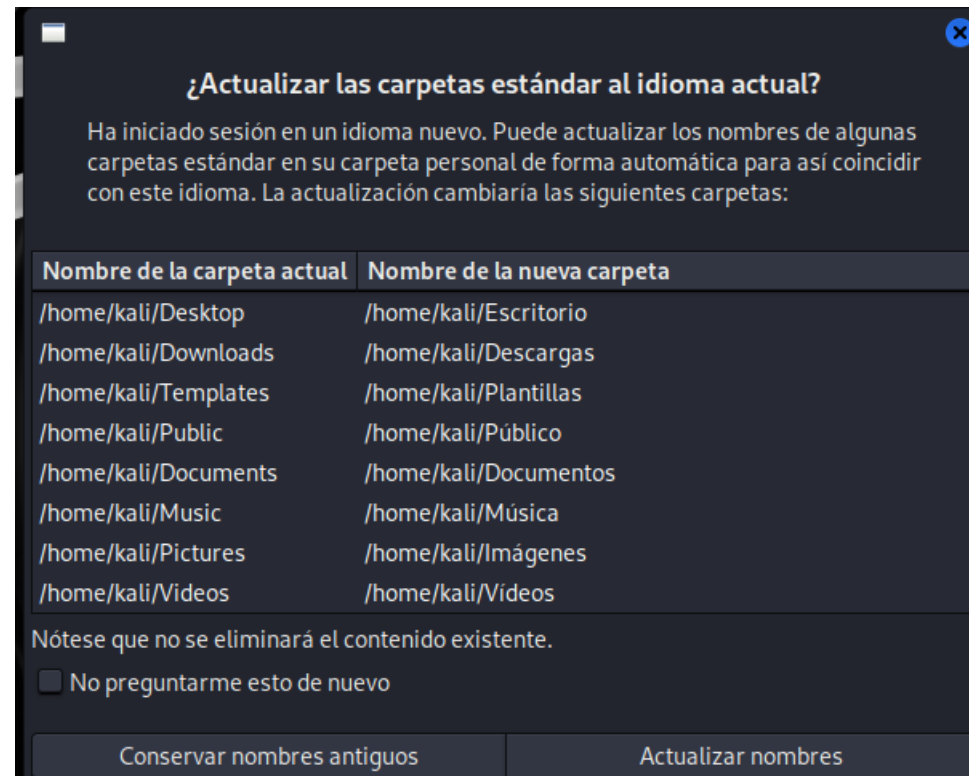 ¿Actualizar las carpetas estándar al idioma actual?
Ha iniciado sesión en un idioma nuevo. Puede actualizar los nombres de algunas
carpetas estándar en su carpeta personal de forma automática para así coincidir
con este idioma. La actualización cambiaría las siguientes carpetas:
Nombre de la carpeta actual Nombre de la nueva carpeta
/home/kali/Desktop /home/kali/Escritorio
/home/kali/Downloads /home/kali/Descargas
/home/kali/Templates /home/kali/Plantillas
/home/kali/Public /home/kali/Público
/home/kali/Documents /home/kali/Documentos
/home/kali/Music /home/kali/Música
/home/kali/Pictures /home/kali/Imágenes
/home/kali/Videos /home/kali/Vídeos
Nótese que no se eliminará el contenido existente.
No preguntarme esto de nuevo
Conservar nombres antiguos Actualizar nombres